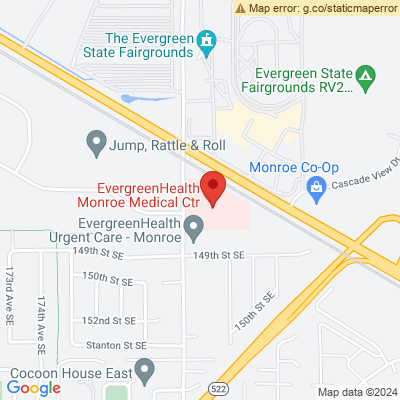 Map error: g.co/staticmaperror
The Evergreen
State Fairgrounds
Evergreen State
Fairgrounds RV2...
Jump, Rattle & Roll
Monroe Co-Op
Cascade View Dr
EvergreenHealth
Monroe Medical Ctr
EvergreenHealth
Urgent Care - Monroe
149th St SE
149th St SE
150th St SE
150th St SE
173rd Ave SE
174th Ave SE
152nd St SE
Stanton St SE
Cocoon House East
522
Google
Map data ©2024